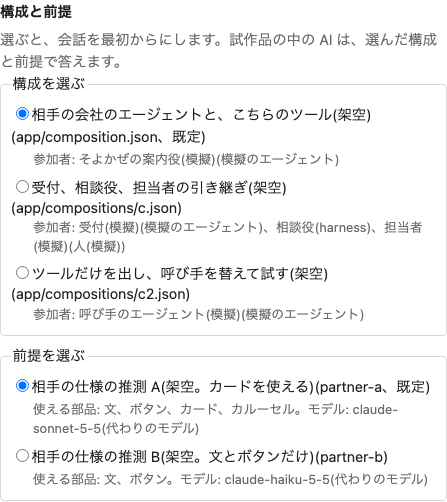 構成と前提
選ぶと、会話を最初からにします。試作品の中の AI は、選んだ構成
と前提で答えます。
構成を選ぶ
相手の会社のエージェントと、こちらのツール(架空)
(app/composition.json、既定)
参加者: そよかぜの案内役(模擬)(模擬のエージェント)
受付、相談役、担当者の引き継ぎ(架空)
(app/compositions/c.json)
参加者: 受付(模擬)(模擬のエージェント)、相談役(harness)、担当者
(模擬)(人(模擬))
ツールだけを出し、呼び手を替えて試す(架空)
(app/compositions/c2.json)
参加者: 呼び手のエージェント(模擬)(模擬のエージェント)
前提を選ぶ
相手の仕様の推測 A(架空。カードを使える)(partner-a、既定)
使える部品: 文、ボタン、カード、カルーセル。モデル: claude-
sonnet-5-5(代わりのモデル)
相手の仕様の推測 B(架空。文とボタンだけ)(partner-b)
使える部品: 文、ボタン。モデル: claude-haiku-5-5(代わりのモデル)